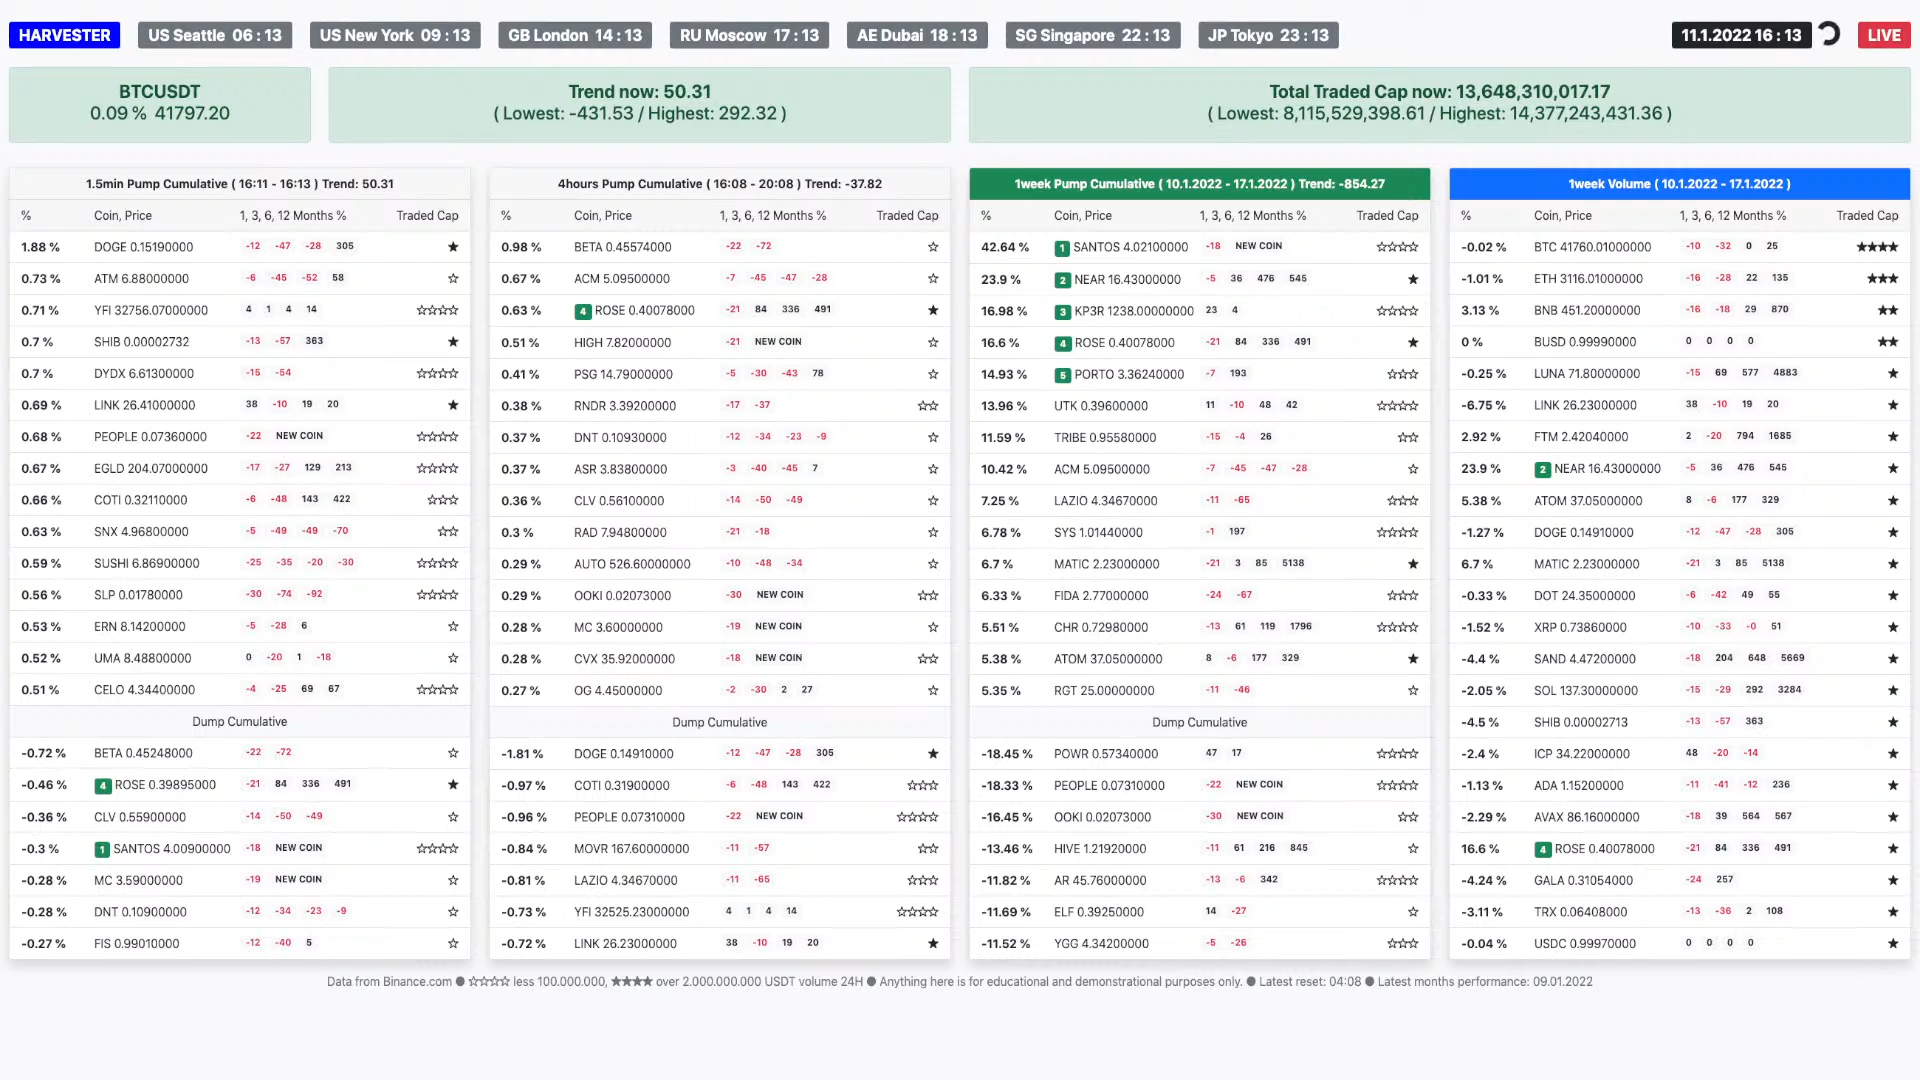 HARVESTER US Seattle 06 : 13 US New York 09 : 13 GB London 14 : 13 RU Moscow 17 : 13 AE Dubai 18 : 13 SG Singapore 22 : 13 JP Tokyo 23 : 13 11.1.2022 16 : 13 LIVE
BTCUSDT
0.09 % 41797.20
Trend now: 50.31
( Lowest: -431.53 / Highest: 292.32 )
Total Traded Cap now: 13,648,310,017.17
( Lowest: 8,115,529,398.61 / Highest: 14,377,243,431.36 )
1.5min Pump Cumulative ( 16:11 - 16:13 ) Trend: 50.31
% Coin, Price 1, 3, 6, 12 Months % Traded Cap
1.88 % DOGE 0.15190000 -12 -47 -28 305 ★
0.73 % ATM 6.88000000 -6 -45 -52 58 ☆
0.71 % YFI 32756.07000000 4 1 4 14 ☆☆☆☆
0.7 % SHIB 0.00002732 -13 -57 363 ★
0.7 % DYDX 6.61300000 -15 -54 ☆☆☆☆
0.69 % LINK 26.41000000 38 -10 19 20 ★
0.68 % PEOPLE 0.07360000 -22 NEW COIN ☆☆☆☆
0.67 % EGLD 204.07000000 -17 -27 129 213 ☆☆☆☆
0.66 % COTI 0.32110000 -6 -48 143 422 ☆☆☆
0.63 % SNX 4.96800000 -5 -49 -49 -70 ☆☆
0.59 % SUSHI 6.86900000 -25 -35 -20 -30 ☆☆☆☆
0.56 % SLP 0.01780000 -30 -74 -92 ☆☆☆☆
0.53 % ERN 8.14200000 -5 -28 6 ☆
0.52 % UMA 8.48800000 0 -20 1 -18 ☆
0.51 % CELO 4.34400000 -4 -25 69 67 ☆☆☆☆
Dump Cumulative
-0.72 % BETA 0.45248000 -22 -72 ☆
-0.46 % 4 ROSE 0.39895000 -21 84 336 491 ★
-0.36 % CLV 0.55900000 -14 -50 -49 ☆
-0.3 % 1 SANTOS 4.00900000 -18 NEW COIN ☆☆☆☆
-0.28 % MC 3.59000000 -19 NEW COIN ☆
-0.28 % DNT 0.10900000 -12 -34 -23 -9 ☆
-0.27 % FIS 0.99010000 -12 -40 5 ☆
4hours Pump Cumulative ( 16:08 - 20:08 ) Trend: -37.82
% Coin, Price 1, 3, 6, 12 Months % Traded Cap
0.98 % BETA 0.45574000 -22 -72 ☆
0.67 % ACM 5.09500000 -7 -45 -47 -28 ☆
0.63 % 4 ROSE 0.40078000 -21 84 336 491 ★
0.51 % HIGH 7.82000000 -21 NEW COIN ☆
0.41 % PSG 14.79000000 -5 -30 -43 78 ☆
0.38 % RNDR 3.39200000 -17 -37 ☆☆
0.37 % DNT 0.10930000 -12 -34 -23 -9 ☆
0.37 % ASR 3.83800000 -3 -40 -45 7 ☆
0.36 % CLV 0.56100000 -14 -50 -49 ☆
0.3 % RAD 7.94800000 -21 -18 ☆
0.29 % AUTO 526.60000000 -10 -48 -34 ☆
0.29 % OOKI 0.02073000 -30 NEW COIN ☆☆
0.28 % MC 3.60000000 -19 NEW COIN ☆
0.28 % CVX 35.92000000 -18 NEW COIN ☆☆
0.27 % OG 4.45000000 -2 -30 2 27 ☆
Dump Cumulative
-1.81 % DOGE 0.14910000 -12 -47 -28 305 ★
-0.97 % COTI 0.31900000 -6 -48 143 422 ☆☆☆
-0.96 % PEOPLE 0.07310000 -22 NEW COIN ☆☆☆☆
-0.84 % MOVR 167.60000000 -11 -57 ☆☆
-0.81 % LAZIO 4.34670000 -11 -65 ☆☆☆
-0.73 % YFI 32525.23000000 4 1 4 14 ☆☆☆☆
-0.72 % LINK 26.23000000 38 -10 19 20 ★
1week Pump Cumulative ( 10.1.2022 - 17.1.2022 ) Trend: -854.27
% Coin, Price 1, 3, 6, 12 Months % Traded Cap
42.64 % 1 SANTOS 4.02100000 -18 NEW COIN ☆☆☆☆
23.9 % 2 NEAR 16.43000000 -5 36 476 545 ★
16.98 % 3 KP3R 1238.00000000 23 4 ☆☆☆☆
16.6 % 4 ROSE 0.40078000 -21 84 336 491 ★
14.93 % 5 PORTO 3.36240000 -7 193 ☆☆☆
13.96 % UTK 0.39600000 11 -10 48 42 ☆☆☆☆
11.59 % TRIBE 0.95580000 -15 -4 26 ☆☆
10.42 % ACM 5.09500000 -7 -45 -47 -28 ☆
7.25 % LAZIO 4.34670000 -11 -65 ☆☆☆
6.78 % SYS 1.01440000 -1 197 ☆☆☆☆
6.7 % MATIC 2.23000000 -21 3 85 5138 ★
6.33 % FIDA 2.77000000 -24 -67 ☆☆☆
5.51 % CHR 0.72980000 -13 61 119 1796 ☆☆☆☆
5.38 % ATOM 37.05000000 8 -6 177 329 ★
5.35 % RGT 25.00000000 -11 -46 ☆
Dump Cumulative
-18.45 % POWR 0.57340000 47 17 ☆☆☆☆
-18.33 % PEOPLE 0.07310000 -22 NEW COIN ☆☆☆☆
-16.45 % OOKI 0.02073000 -30 NEW COIN ☆☆
-13.46 % HIVE 1.21920000 -11 61 216 845 ☆
-11.82 % AR 45.76000000 -13 -6 342 ☆☆☆☆
-11.69 % ELF 0.39250000 14 -27 ☆
-11.52 % YGG 4.34200000 -5 -26 ☆☆☆
1week Volume ( 10.1.2022 - 17.1.2022 )
% Coin, Price 1, 3, 6, 12 Months % Traded Cap
-0.02 % BTC 41760.01000000 -10 -32 0 25 ★★★★
-1.01 % ETH 3116.01000000 -16 -28 22 135 ★★★
3.13 % BNB 451.20000000 -16 -18 29 870 ★★
0 % BUSD 0.99990000 0 0 0 0 ★★
-0.25 % LUNA 71.80000000 -15 69 577 4883 ★
-6.75 % LINK 26.23000000 38 -10 19 20 ★
2.92 % FTM 2.42040000 2 -20 794 1685 ★
23.9 % 2 NEAR 16.43000000 -5 36 476 545 ★
5.38 % ATOM 37.05000000 8 -6 177 329 ★
-1.27 % DOGE 0.14910000 -12 -47 -28 305 ★
6.7 % MATIC 2.23000000 -21 3 85 5138 ★
-0.33 % DOT 24.35000000 -6 -42 49 55 ★
-1.52 % XRP 0.73860000 -10 -33 -0 51 ★
-4.4 % SAND 4.47200000 -18 204 648 5669 ★
-2.05 % SOL 137.30000000 -15 -29 292 3284 ★
-4.5 % SHIB 0.00002713 -13 -57 363 ★
-2.4 % ICP 34.22000000 48 -20 -14 ★
-1.13 % ADA 1.15200000 -11 -41 -12 236 ★
-2.29 % AVAX 86.16000000 -18 39 564 567 ★
16.6 % 4 ROSE 0.40078000 -21 84 336 491 ★
-4.24 % GALA 0.31054000 -24 257 ★
-3.11 % TRX 0.06408000 -13 -36 2 108 ★
-0.04 % USDC 0.99970000 0 0 0 0 ★
Data from Binance.com ● ☆☆☆☆ less 100.000.000, ★★★★ over 2.000.000.000 USDT volume 24H ● Anything here is for educational and demonstrational purposes only. ● Latest reset: 04:08 ● Latest months performance: 09.01.2022